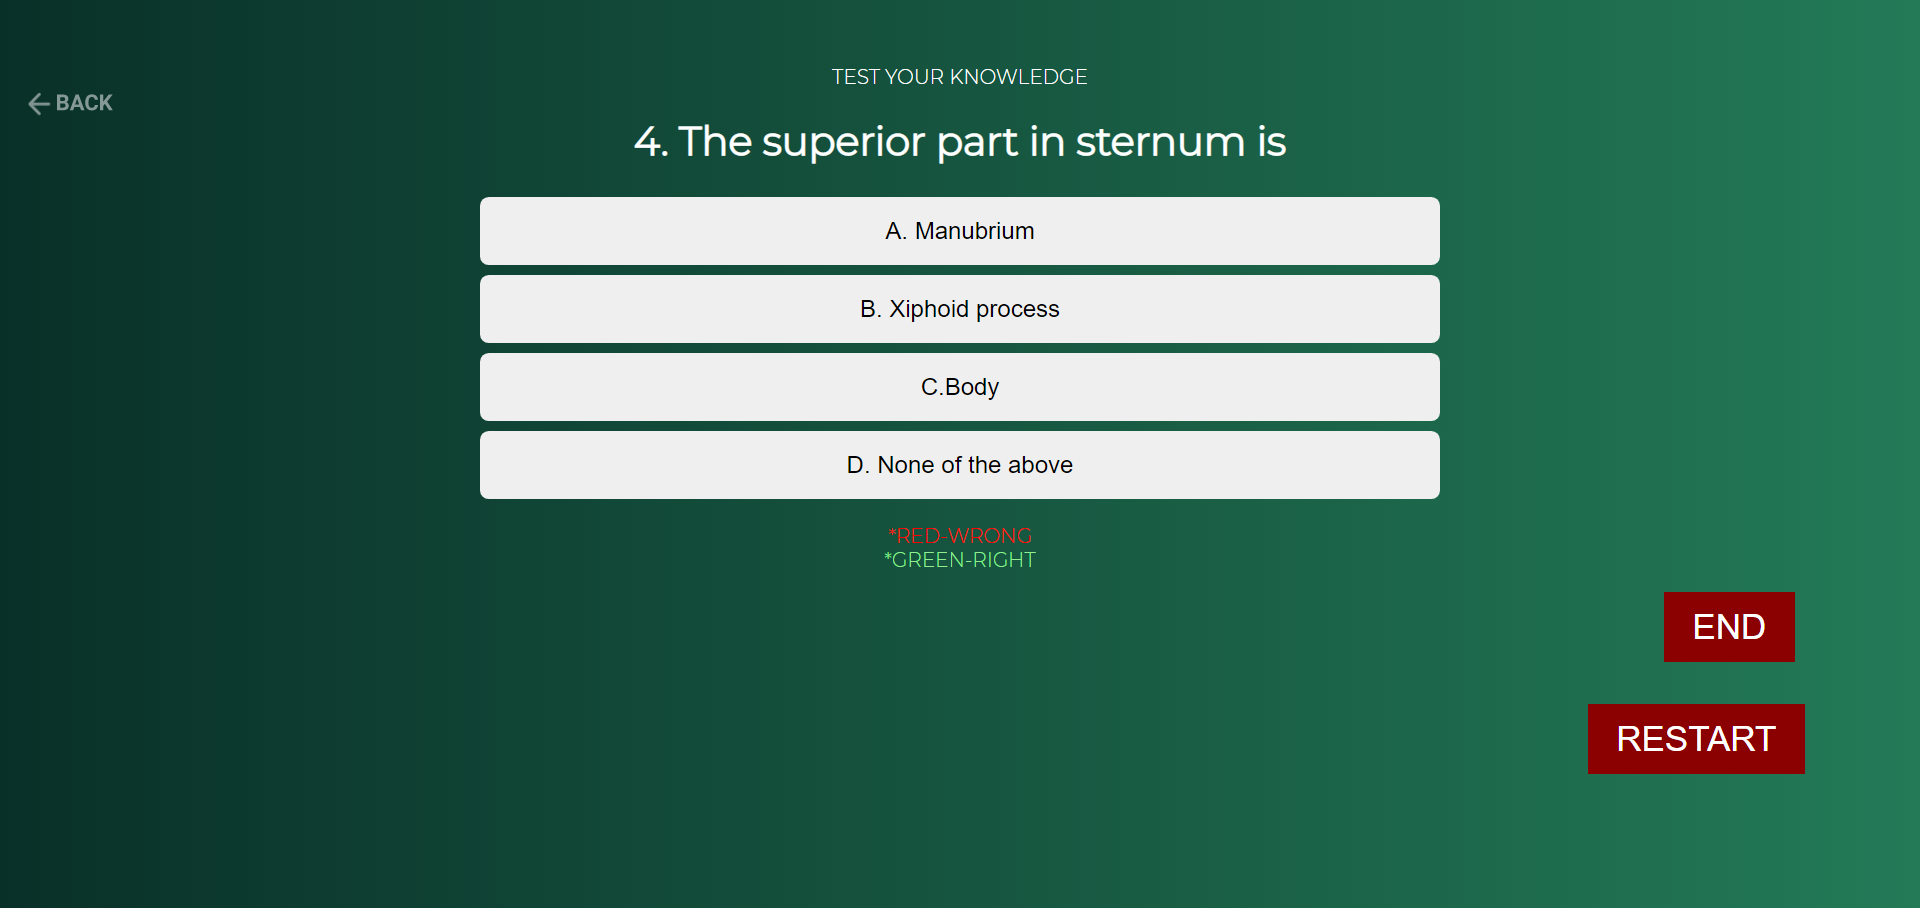 TEST YOUR KNOWLEDGE
BACK
4. The superior part in sternum is
A. Manubrium
B. Xiphoid process
C.Body
D. None of the above
*RED-WRONG
*GREEN-RIGHT
END
RESTART